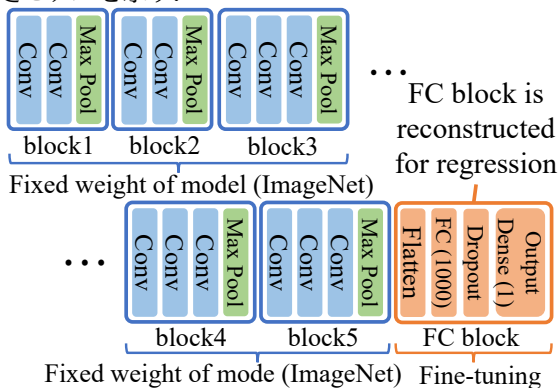 Conv
Conv
Max Pool
Conv
Conv
Max Pool
Conv
Conv
Conv
Max Pool
...
block1
block2
block3
Fixed weight of model (ImageNet)
FC block is
reconstructed
for regression
...
Conv
Conv
Conv
Max Pool
Conv
Conv
Conv
Max Pool
Flatten
FC (1000)
Dropout
Output
Dense (1)
block4
block5
FC block
Fixed weight of mode (ImageNet)
Fine-tuning